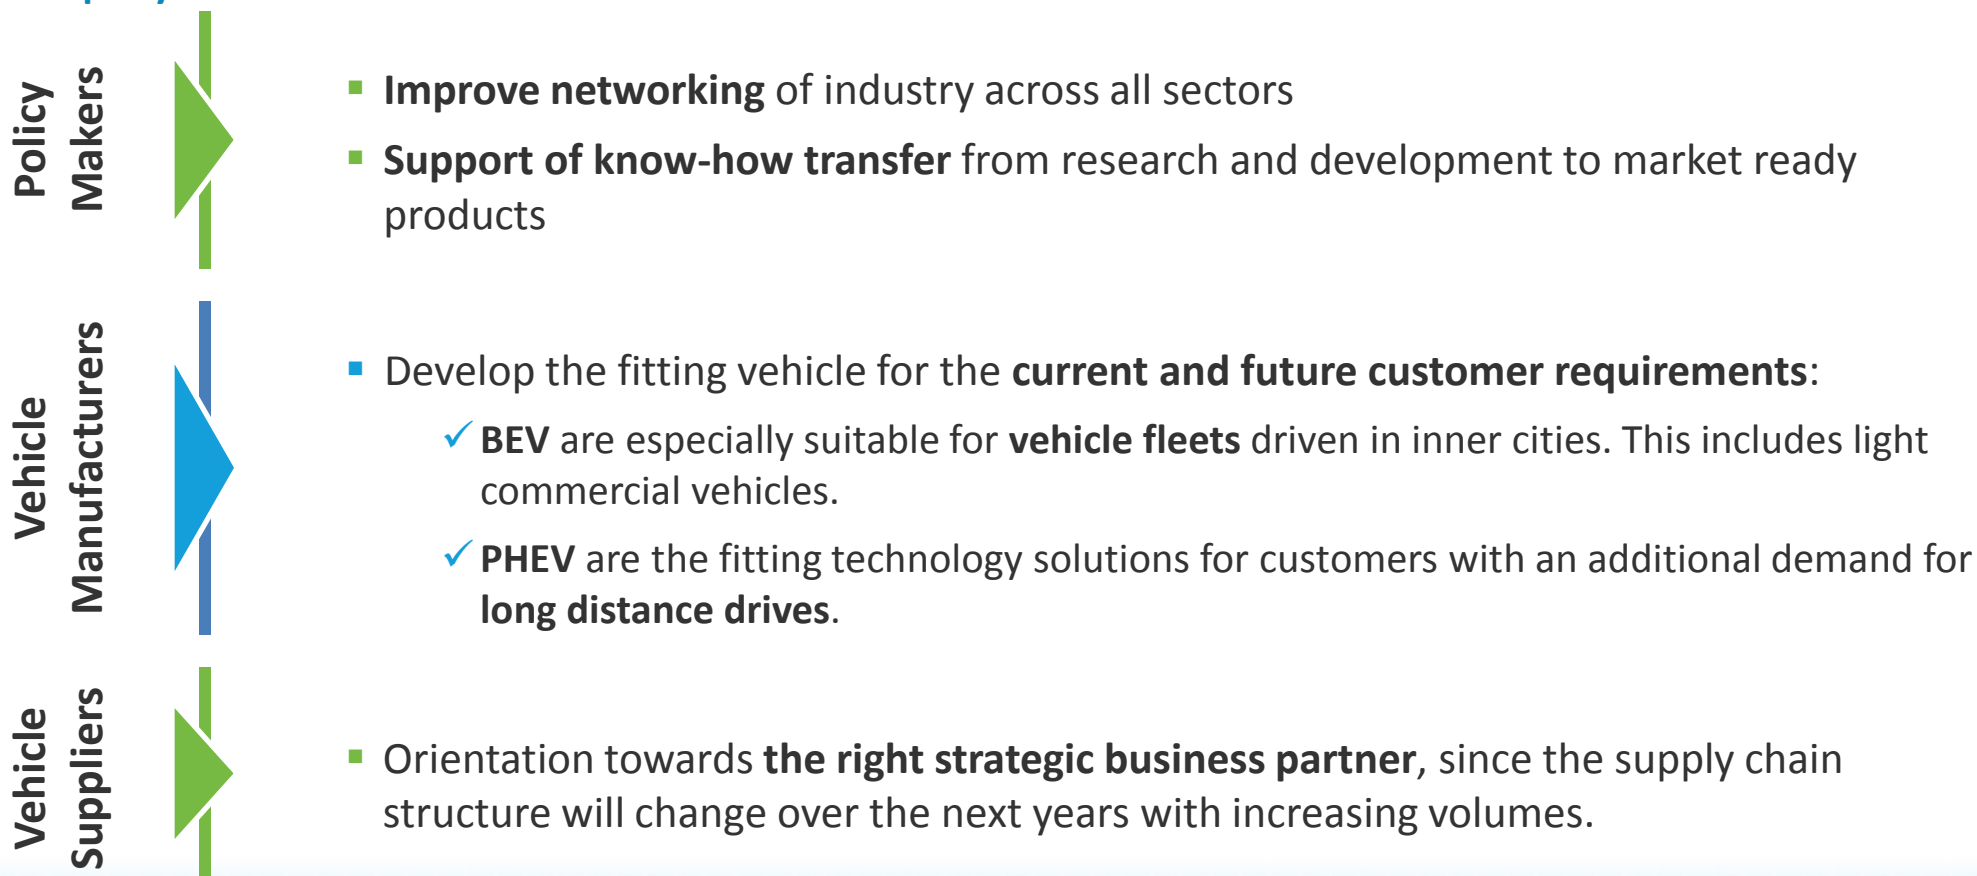 Policy
Makers
▪ Improve networking of industry across all sectors
▪ Support of know-how transfer from research and development to market ready
products
Vehicle
Manufacturers
▪ Develop the fitting vehicle for the current and future customer requirements:
✓ BEV are especially suitable for vehicle fleets driven in inner cities. This includes light
commercial vehicles.
✓ PHEV are the fitting technology solutions for customers with an additional demand for
long distance drives.
Vehicle
Suppliers
▪ Orientation towards the right strategic business partner, since the supply chain
structure will change over the next years with increasing volumes.